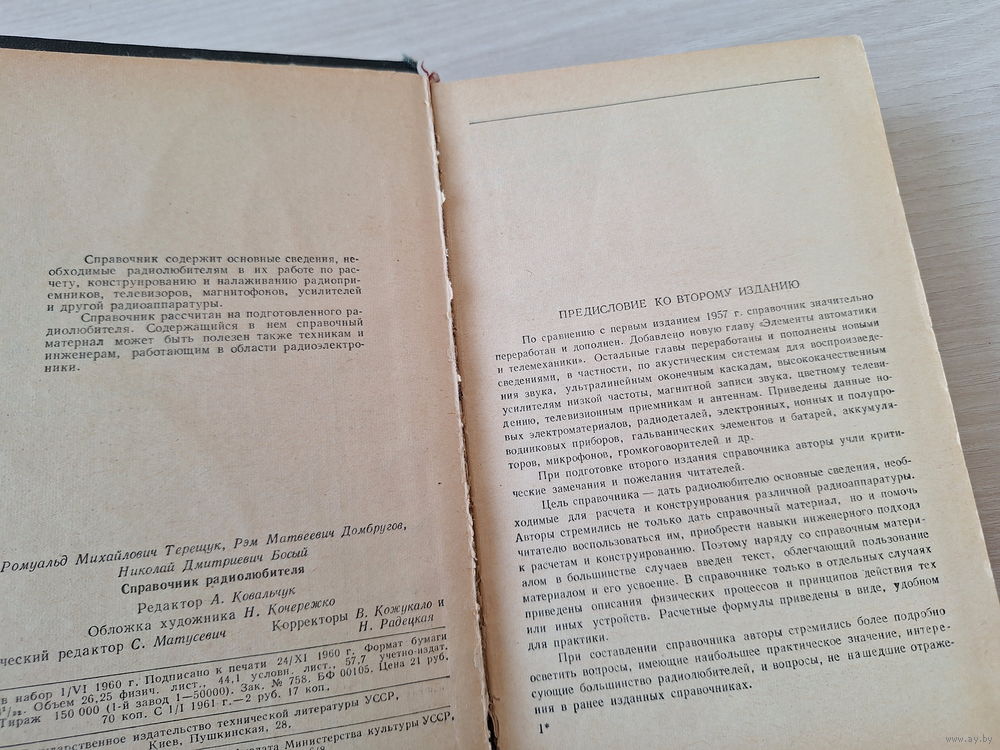 Справочник содержит основные сведения, не-
обходимые радиолюбителям в их работе по рас-
чету, конструированию и налаживанию радиопри-
емников, телевизоров, магнитофонов, усилителей
и другой радиоаппаратуры.
Справочник рассчитан на подготовленного ра-
диолюбителя. Содержащийся в нем справочный
материал может быть полезен также техникам и
инженерам, работающим в области радиоэлектро-
ники.
Ромуальд Михайлович Терещук, Рэм Матвеевич Домбругов,
Николай Дмитриевич Босый
Справочник радиолюбителя
Редактор А. Ковальчук
Обложка художника Н. Кочережко
ческий редактор С. Матусевич Корректоры В. Кожукало и
Н. Радецкая
в набор 1/VI 1960 г. Подписано к печати 24/XI 1960 г. Формат бумаги
Объем 26,25 физич. лист., 44,1 условн. лист., 57,7 учетно-издат.
Тираж 150 000 (1-й завод 1—50000). Зак. № 758. БФ 00105. Цена 21 руб.
70 коп. С 1/I 1961 г.—2 руб. 17 коп.
ударственное издательство технической литературы УССР,
Киев, Пушкинская, 28.
Министерства культуры УССР,
ПРЕДИСЛОВИЕ КО ВТОРОМУ ИЗДАНИЮ
По сравнению с первым изданием 1957 г. справочник значительно
переработан и дополнен. Добавлено новую главу «Элементы автоматики
и телемеханики». Остальные главы переработаны и пополнены новыми
сведениями, в частности, по акустическим системам для воспроизведе-
ния звука, ультралинейным оконечным каскадам, высококачественным
усилителям низкой частоты, магнитной записи звука, цветному телеви-
дению, телевизионным приемникам и антеннам. Приведены данные но-
вых электроматериалов, радиодеталей, электронных, ионных и полупро-
водниковых приборов, гальванических элементов и батарей, аккумуля-
торов, микрофонов, громкоговорителей и др.
При подготовке второго издания справочника авторы учли крити-
ческие замечания и пожелания читателей.
Цель справочника — дать радиолюбителю основные сведения, необ-
ходимые для расчета и конструирования различной радиоаппаратуры.
Авторы стремились не только дать справочный материал, но и помочь
читателю воспользоваться им, приобрести навыки инженерного подхода
к расчетам и конструированию. Поэтому наряду со справочным матери-
алом в большинстве случаев введен текст, облегчающий пользование
материалом и его усвоение. В справочнике только в отдельных случаях
приведены описания физических процессов и принципов действия тех
или иных устройств. Расчетные формулы приведены в виде, удобном
для практики.
При составлении справочника авторы стремились более подробно
осветить вопросы, имеющие наибольшее практическое значение, интере-
сующие большинство радиолюбителей, и вопросы, не нашедшие отраже-
ния в ранее изданных справочниках.
1*
www.ay.by